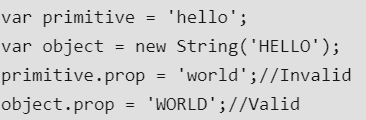 var primitive = 'hello';
var object = new String('HELLO');
primitive.prop = 'world';//Invalid
object.prop = 'WORLD';//Valid